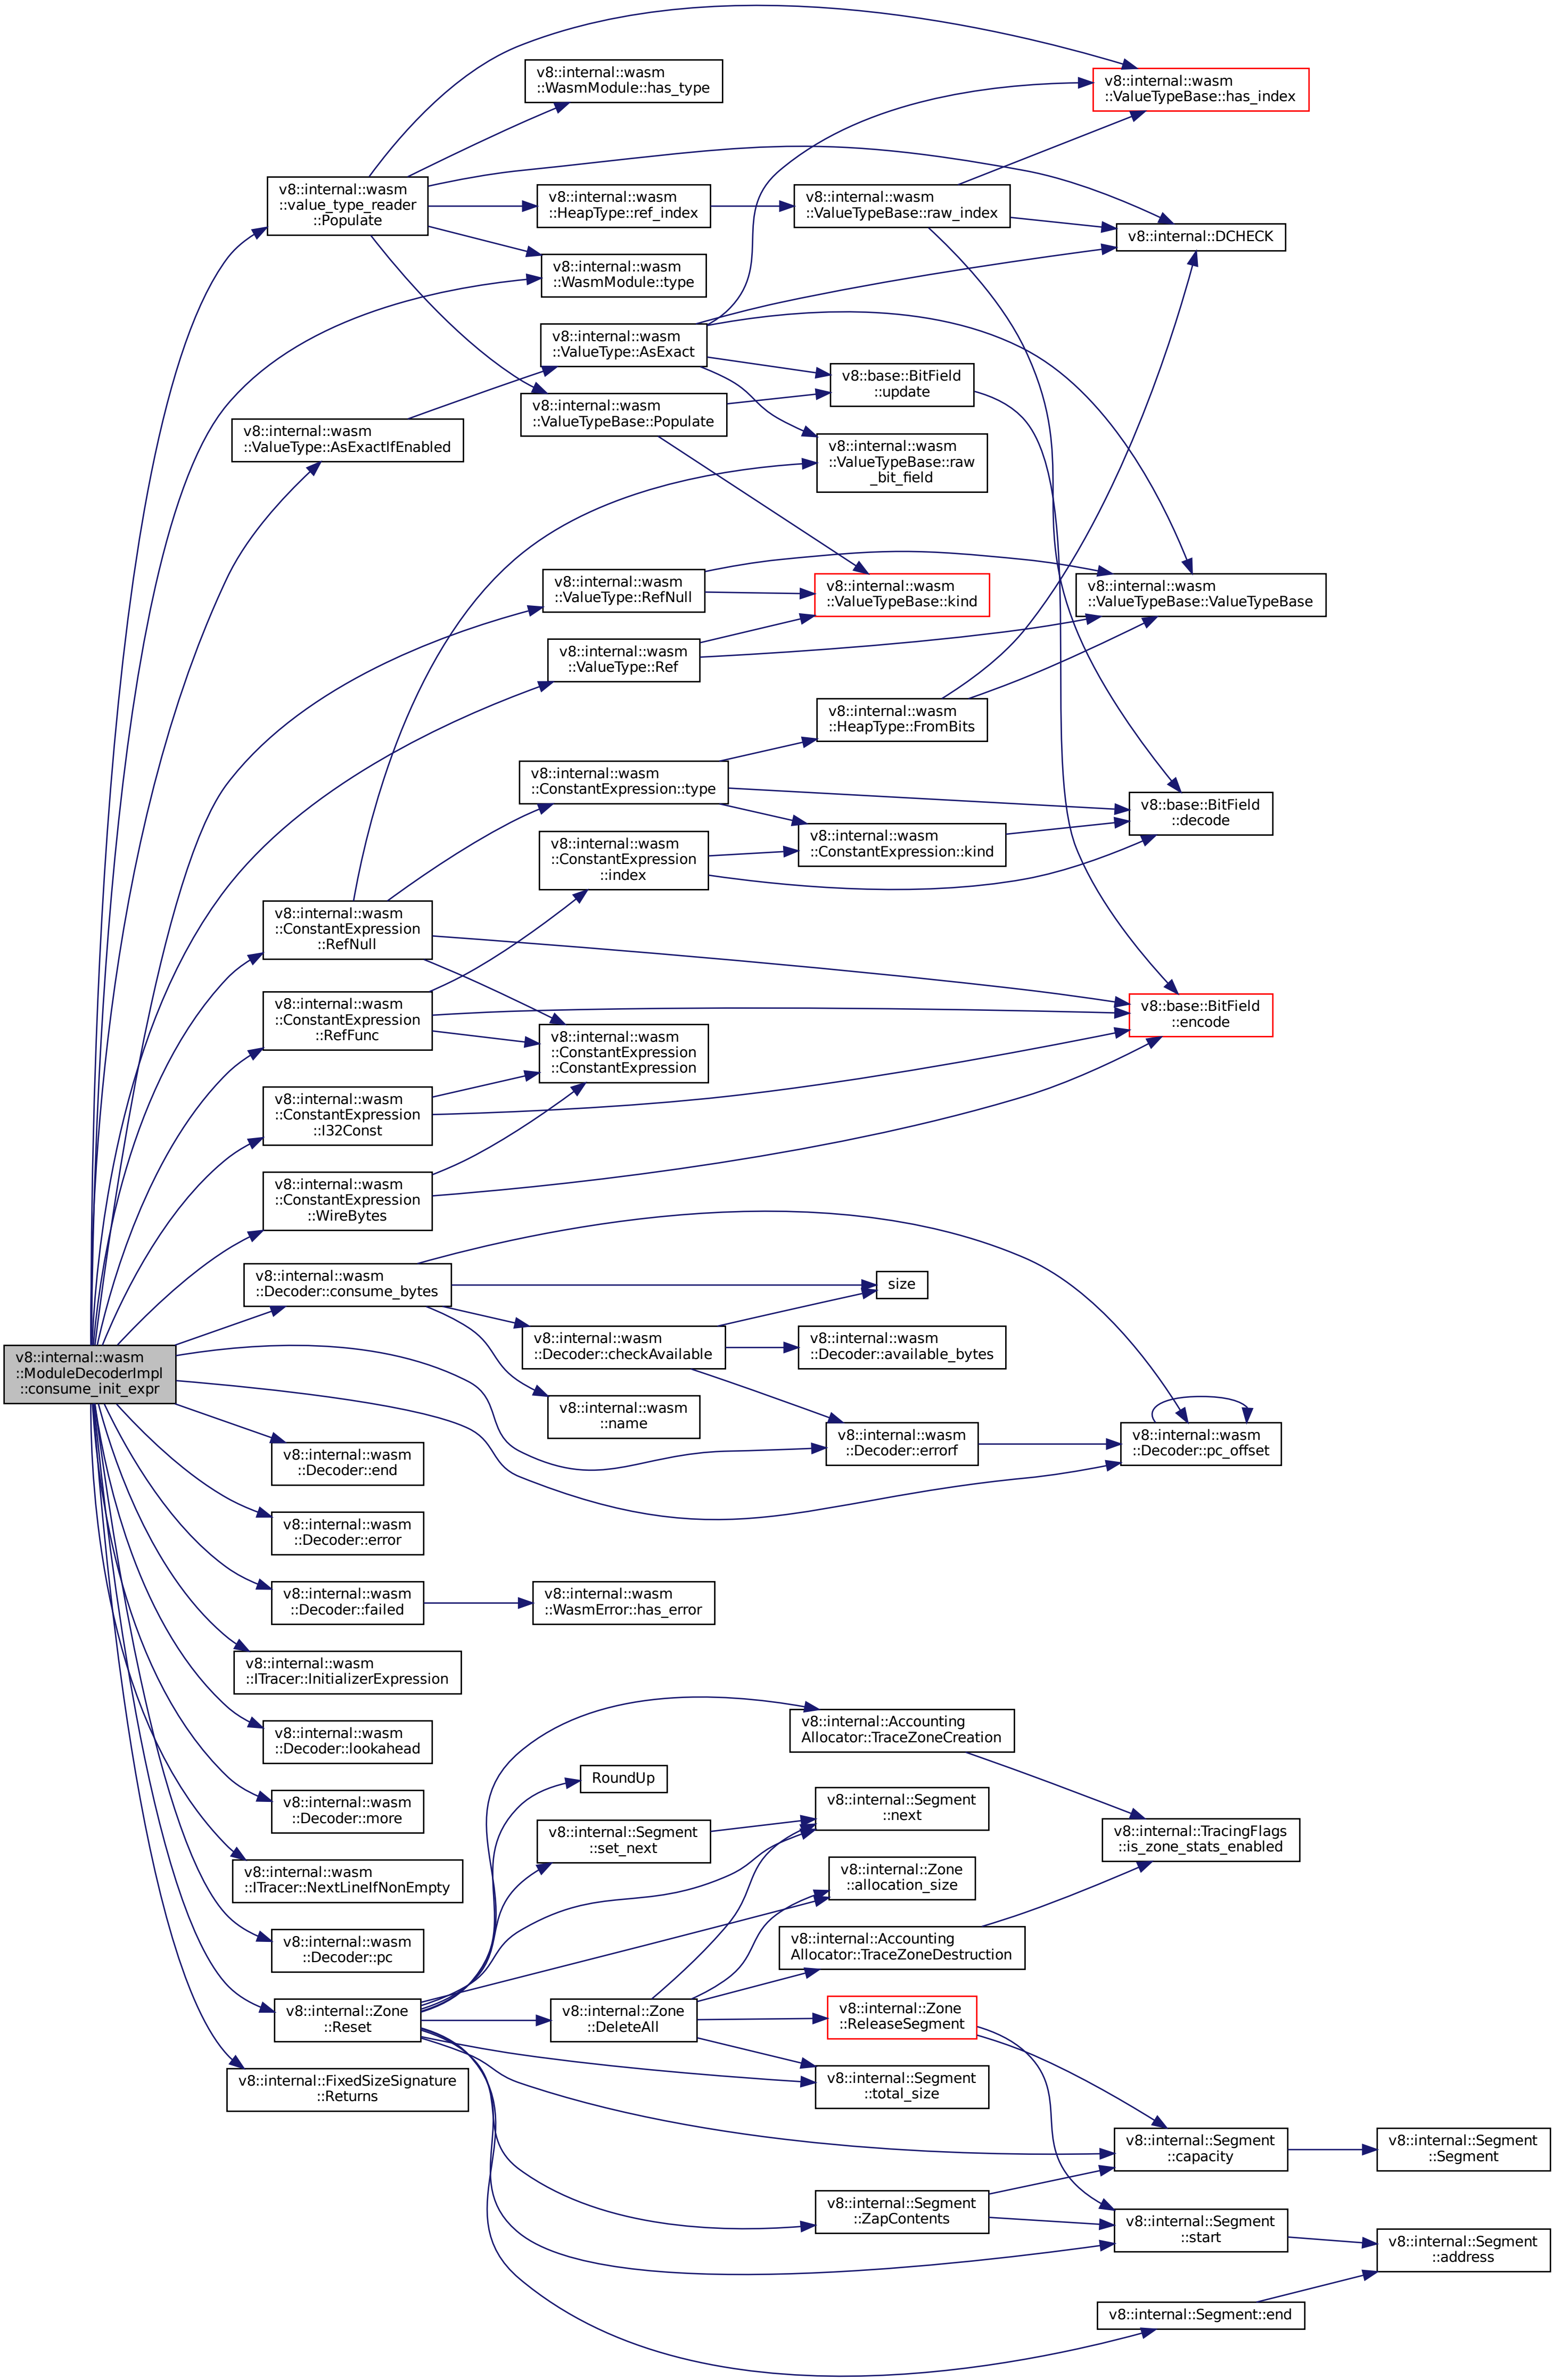 v8::internal::wasm
::WasmModule::has_type
v8::internal::wasm
::ValueTypeBase::has_index
v8::internal::wasm
::value_type_reader
::Populate
v8::internal::wasm
::HeapType::ref_index
v8::internal::wasm
::ValueTypeBase::raw_index
v8::internal::DCHECK
v8::internal::wasm
::WasmModule::type
v8::internal::wasm
::ValueType::AsExact
v8::base::BitField
::update
v8::internal::wasm
::ValueTypeBase::Populate
v8::internal::wasm
::ValueType::AsExactIfEnabled
v8::internal::wasm
::ValueTypeBase::raw
_bit_field
v8::internal::wasm
::ValueType::RefNull
v8::internal::wasm
::ValueTypeBase::kind
v8::internal::wasm
::ValueTypeBase::ValueTypeBase
v8::internal::wasm
::ValueType::Ref
v8::internal::wasm
::HeapType::FromBits
v8::internal::wasm
::ConstantExpression::type
v8::base::BitField
::decode
v8::internal::wasm
::ConstantExpression::kind
v8::internal::wasm
::ConstantExpression
::index
v8::internal::wasm
::ConstantExpression
::RefNull
v8::internal::wasm
::ConstantExpression
::RefFunc
v8::base::BitField
::encode
v8::internal::wasm
::ConstantExpression
::ConstantExpression
v8::internal::wasm
::ConstantExpression
::I32Const
v8::internal::wasm
::ConstantExpression
::WireBytes
v8::internal::wasm
::Decoder::consume_bytes
size
v8::internal::wasm
::Decoder::checkAvailable
v8::internal::wasm
::Decoder::available_bytes
v8::internal::wasm
::ModuleDecoderImpl
::consume_init_expr
v8::internal::wasm
::name
v8::internal::wasm
::Decoder::errorf
v8::internal::wasm
::Decoder::pc_offset
v8::internal::wasm
::Decoder::end
v8::internal::wasm
::Decoder::error
v8::internal::wasm
::Decoder::failed
v8::internal::wasm
::WasmError::has_error
v8::internal::wasm
::ITracer::InitializerExpression
v8::internal::wasm
::Decoder::lookahead
v8::internal::Accounting
Allocator::TraceZoneCreation
RoundUp
v8::internal::wasm
::Decoder::more
v8::internal::Segment
::next
v8::internal::Segment
::set_next
v8::internal::TracingFlags
::is_zone_stats_enabled
v8::internal::wasm
::ITracer::NextLineIfNonEmpty
v8::internal::Zone
::allocation_size
v8::internal::wasm
::Decoder::pc
v8::internal::Accounting
Allocator::TraceZoneDestruction
v8::internal::Zone
::Reset
v8::internal::Zone
::DeleteAll
v8::internal::Zone
::ReleaseSegment
v8::internal::FixedSizeSignature
::Returns
v8::internal::Segment
::total_size
v8::internal::Segment
::capacity
v8::internal::Segment
::Segment
v8::internal::Segment
::ZapContents
v8::internal::Segment
::start
v8::internal::Segment
::address
v8::internal::Segment::end